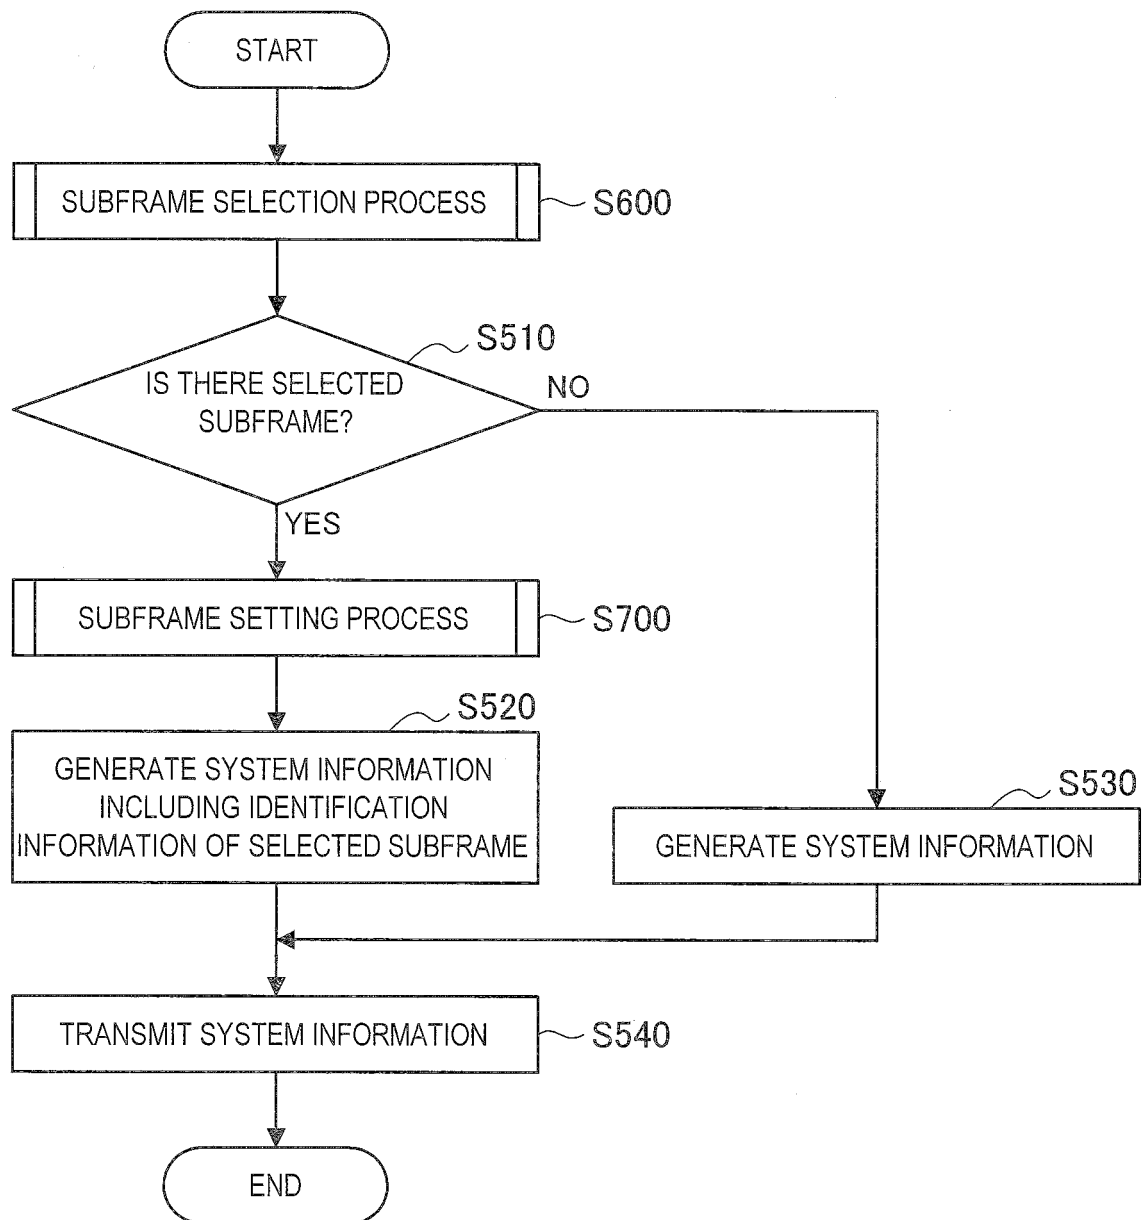 START
SUBFRAME SELECTION PROCESS
S600
S510
IS THERE SELECTED
SUBFRAME?
NO
YES
SUBFRAME SETTING PROCESS
S700
S520
GENERATE SYSTEM INFORMATION
INCLUDING IDENTIFICATION
INFORMATION OF SELECTED SUBFRAME
S530
GENERATE SYSTEM INFORMATION
TRANSMIT SYSTEM INFORMATION
S540
END